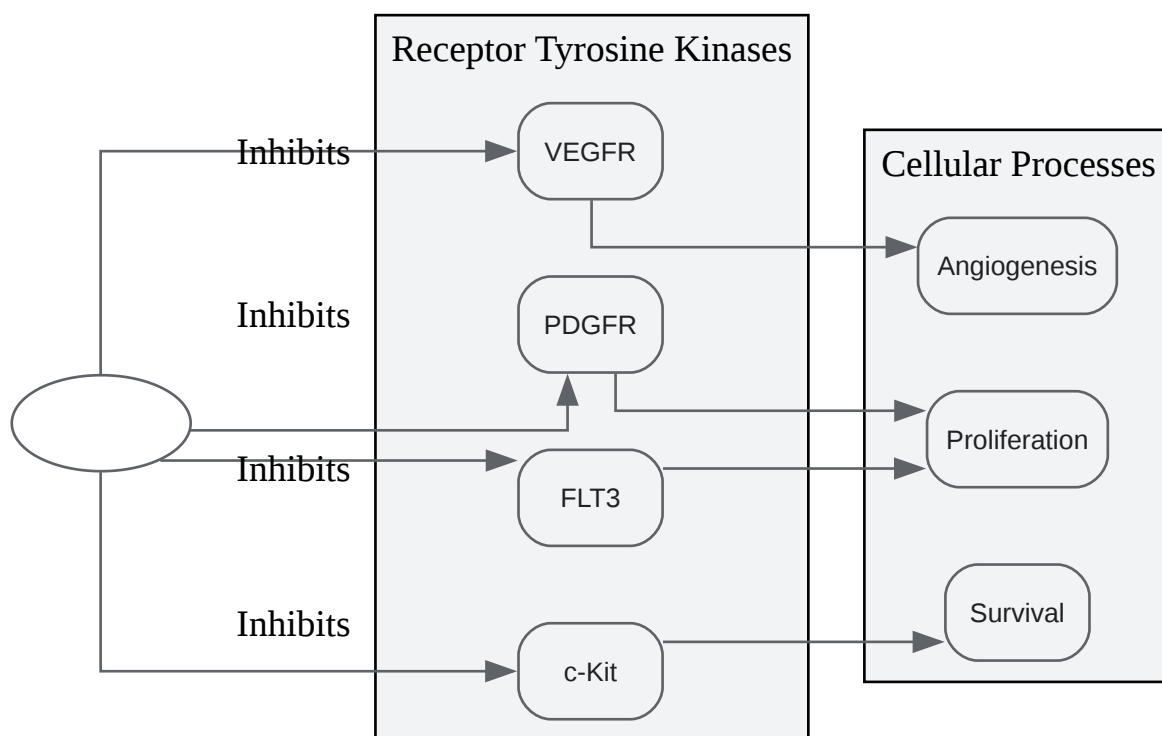 Receptor Tyrosine Kinases
Inhibits
VEGFR
Cellular Processes
Angiogenesis
Inhibits
PDGFR
Proliferation
Inhibits
FLT3
Survival
Inhibits
c-Kit